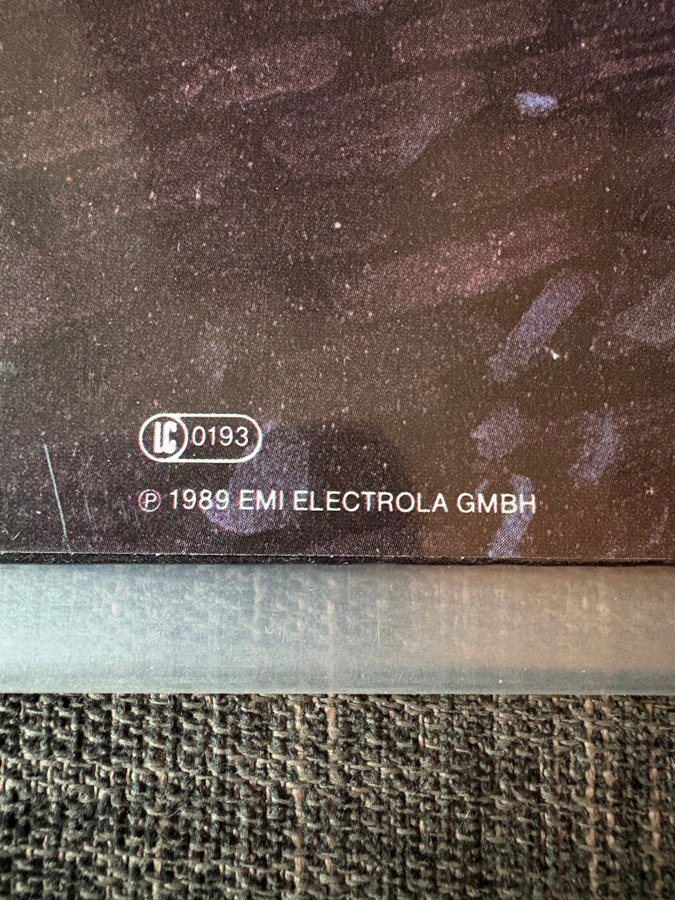 LC 0193
℗ 1989 EMI ELECTROLA GMBH